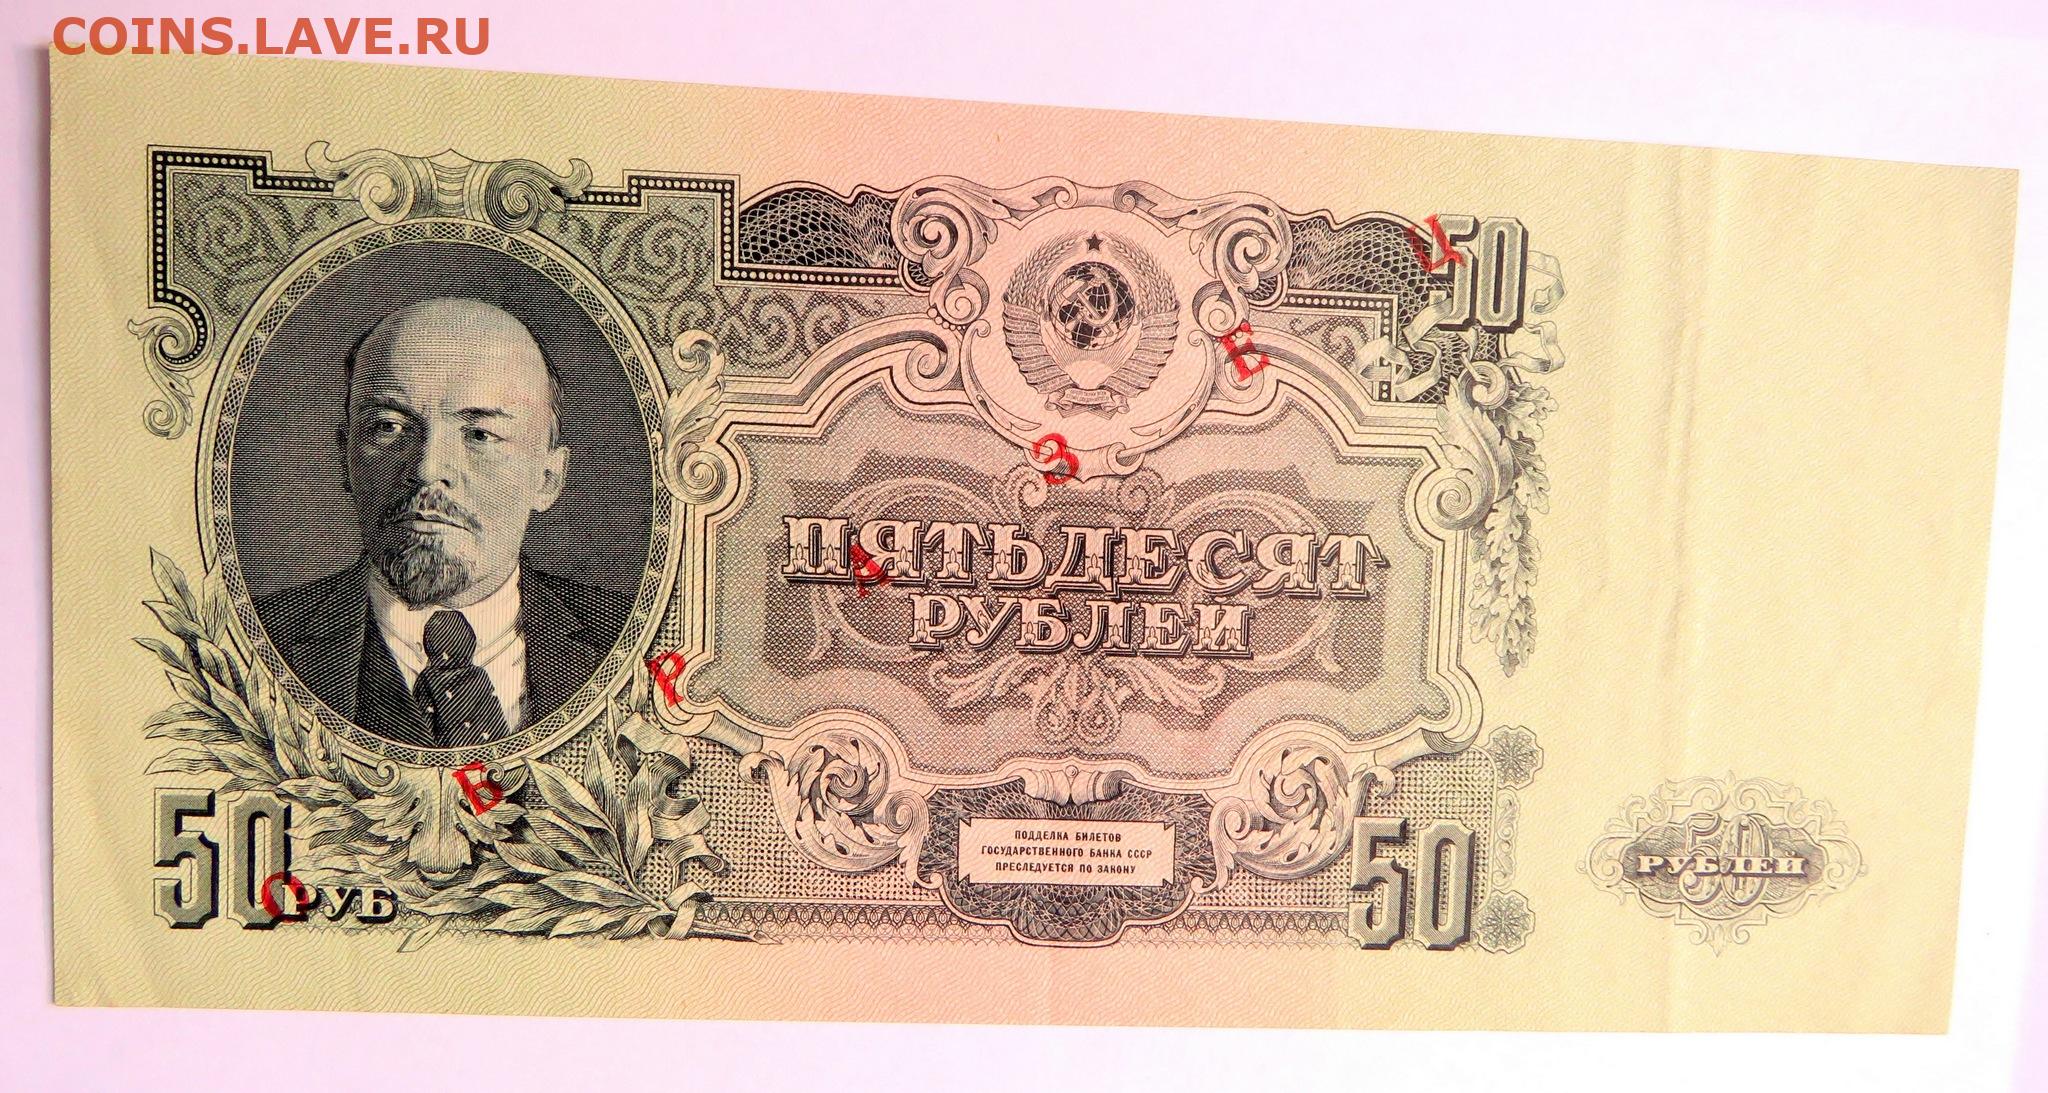 COINS.LAVE.RU
50
ПЯТЬДЕСЯТ
РУБЛЕЙ
ОБРАЗЕЦ
50 РУБ
ПОДДЕЛКА БИЛЕТОВ
ГОСУДАРСТВЕННОГО БАНКА СССР
ПРЕСЛЕДУЕТСЯ ПО ЗАКОНУ
50
50
РУБЛЕЙ